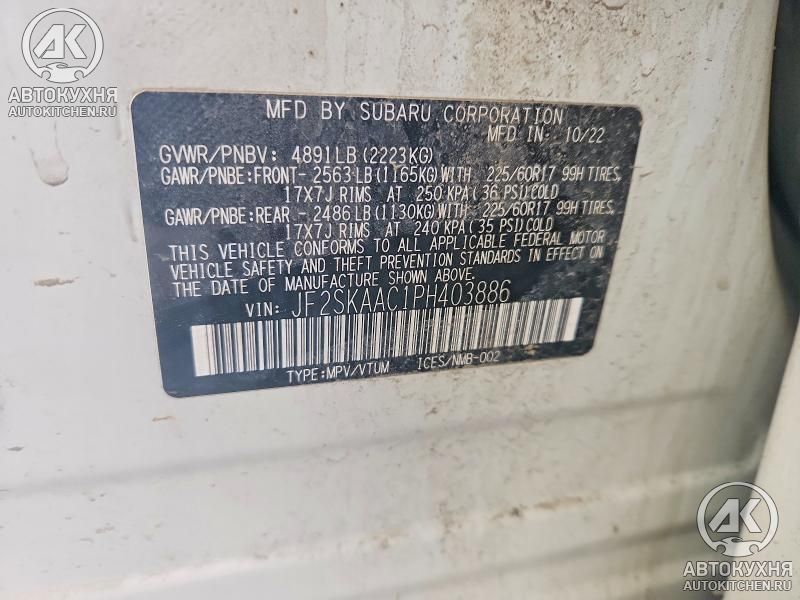 AK
АВТОКУХНЯ
AUTOKITCHEN.RU
MFD BY SUBARU CORPORATION
MFD IN: 10/22
GVWR/PNBV: 4891LB(2223KG)
GAWR/PNBE:FRONT- 2563LB(1165KG)WITH 225/60R17 99H TIRES,
17X7J RIMS AT 250 KPA( 36 PSI)COLD
GAWR/PNBE:REAR - 2486LB(1130KG)WITH 225/60R17 99H TIRES,
17X7J RIMS AT 240 KPA( 35 PSI)COLD
THIS VEHICLE CONFORMS TO ALL APPLICABLE FEDERAL MOTOR
VEHICLE SAFETY AND THEFT PREVENTION STANDARDS IN EFFECT ON
THE DATE OF MANUFACTURE SHOWN ABOVE.
VIN: JF2SKAAC1PH403886
TYPE:MPV/VTUM ICES/NMB-002
AK
АВТОКУХНЯ
AUTOKITCHEN.RU